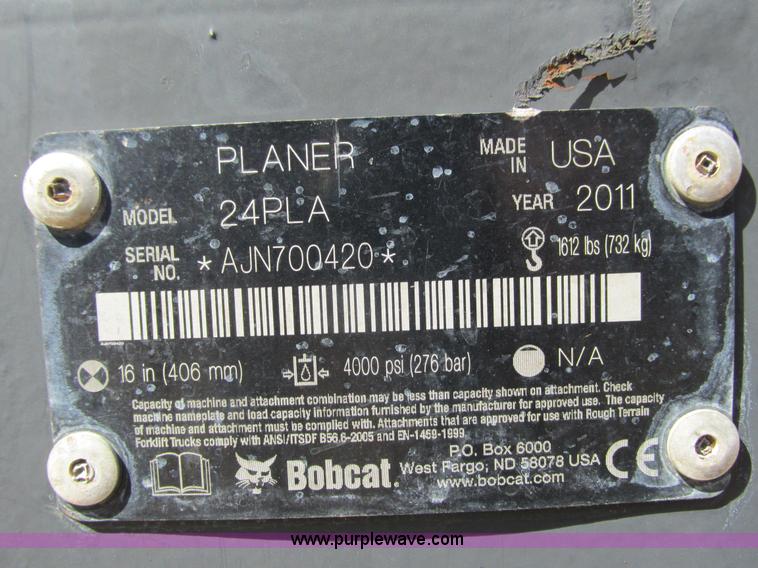 PLANER MADE IN USA
MODEL 24PLA YEAR 2011
SERIAL NO. *AJN700420* 1612 lbs (732 kg)
16 in (406 mm) 4000 psi (276 bar) N/A
Capacity of machine and attachment combination may be less than capacity shown on attachment. Check
machine nameplate and load capacity information furnished by the manufacturer for approved use. The capacity
of machine and attachment must be complied with. Attachments that are approved for use with Rough Terrain
Forklift Trucks comply with ANSI/ITSDF B56.6-2005 and EN-1459-1999
Bobcat. P.O. Box 6000
West Fargo, ND 58078 USA CE
www.bobcat.com
www.purplewave.com